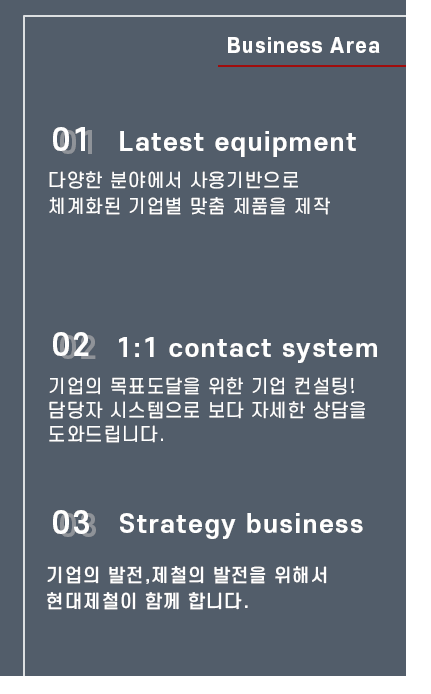 Business Area
01 Latest equipment
다양한 분야에서 사용기반으로
체계화된 기업별 맞춤 제품을 제작
02 1:1 contact system
기업의 목표도달을 위한 기업 컨설팅!
담당자 시스템으로 보다 자세한 상담을
도와드립니다.
03 Strategy business
기업의 발전,제철의 발전을 위해서
현대제철이 함께 합니다.